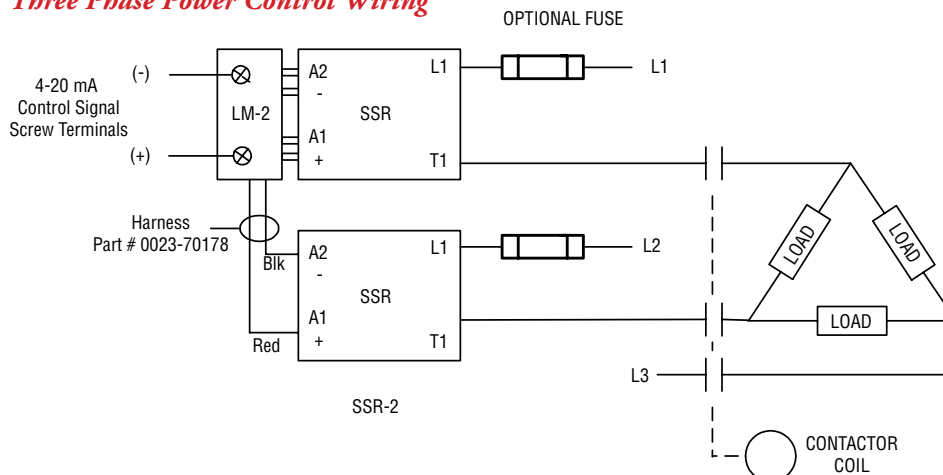 Three Phase Power Control Wiring
OPTIONAL FUSE
4-20 mA
Control Signal
Screw Terminals
(-)
(+)
LM-2
A2
-
A1
+
SSR
L1
T1
L1
Harness
Part # 0023-70178
Blk
Red
A2
-
A1
+
SSR
L1
T1
L2
SSR-2
LOAD
LOAD
LOAD
L3
CONTACTOR
COIL